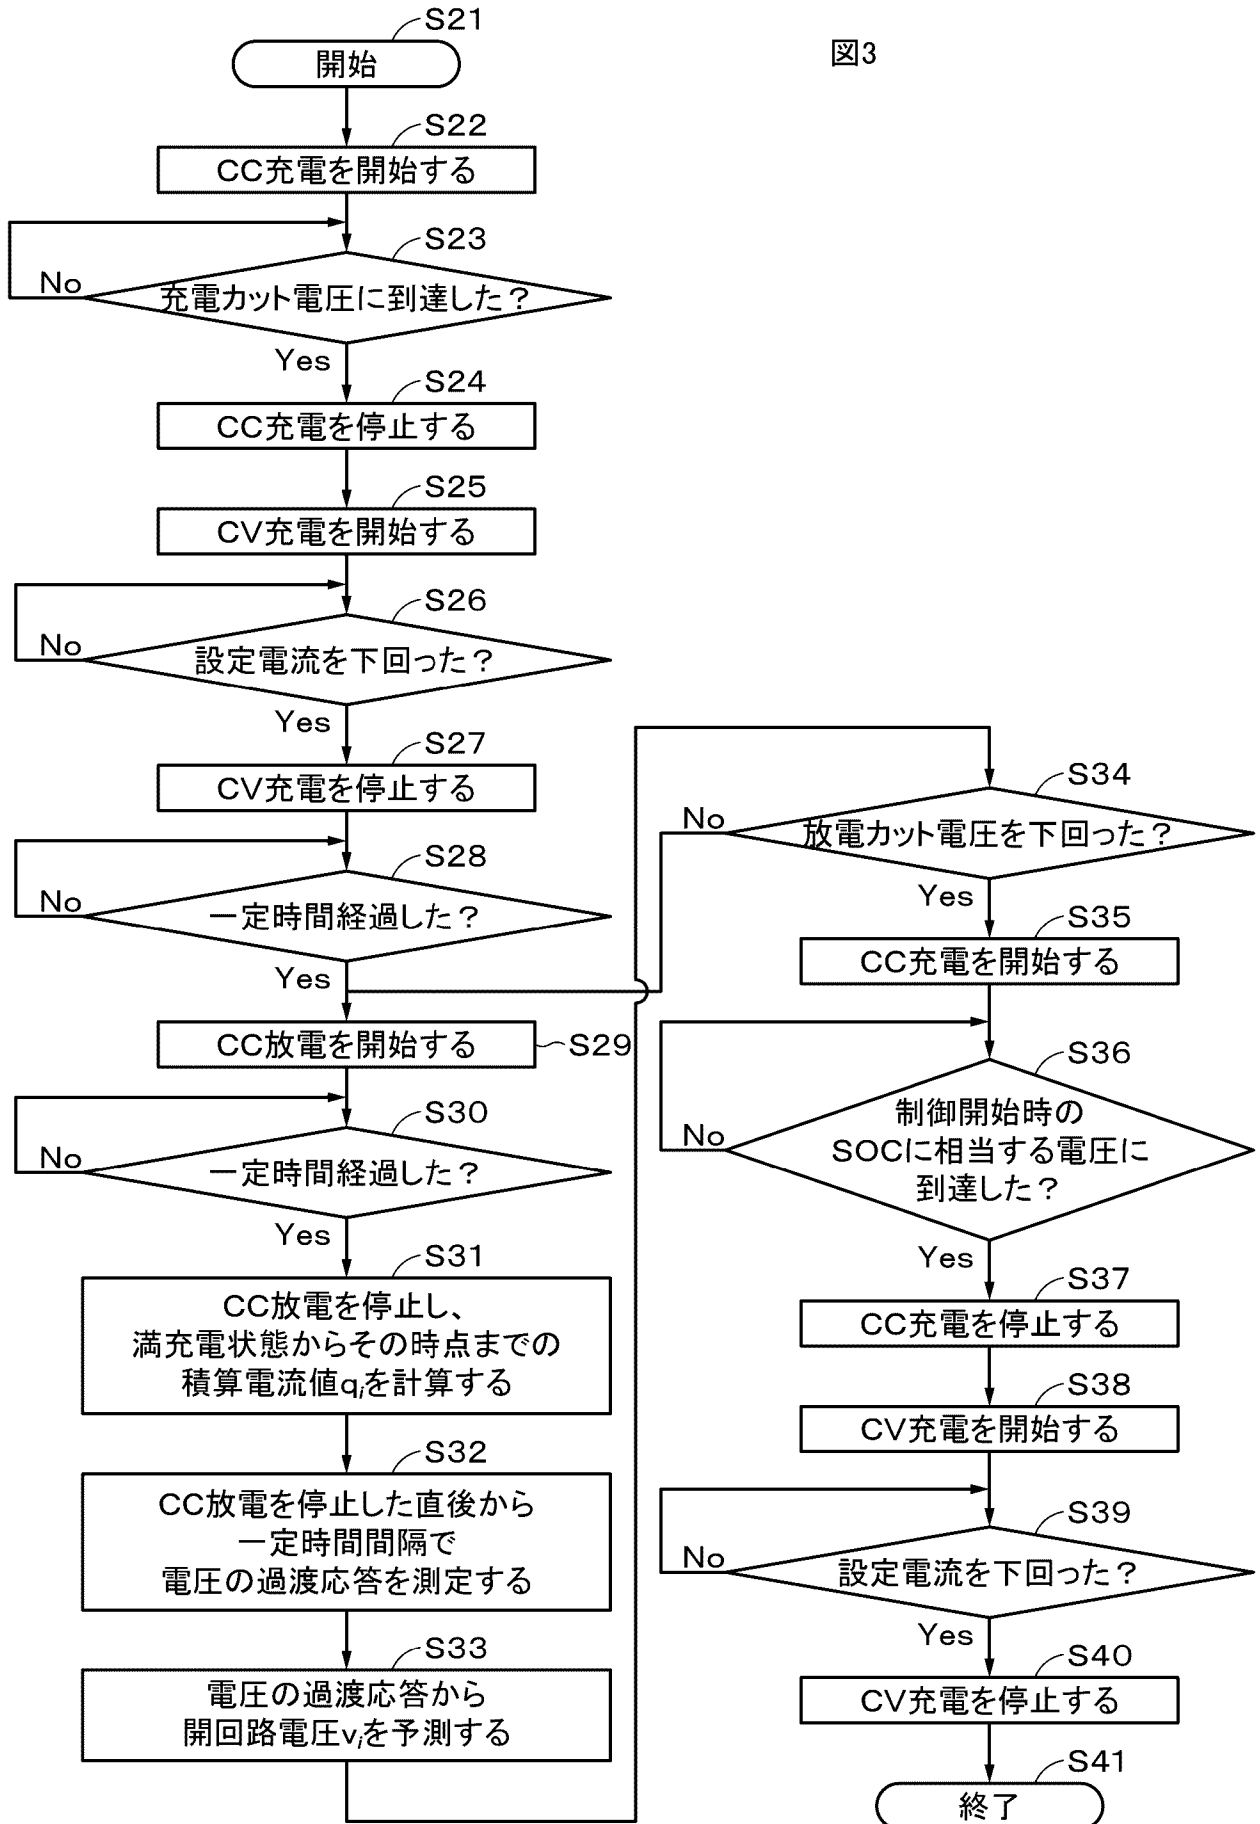 図3
S21
開始
S22
CC充電を開始する
S23
充電カット電圧に到達した？
No
Yes
S24
CC充電を停止する
S25
CV充電を開始する
S26
設定電流を下回った？
No
Yes
S27
CV充電を停止する
S28
一定時間経過した？
No
Yes
CC放電を開始する
S29
S30
一定時間経過した？
No
Yes
S31
CC放電を停止し、
満充電状態からその時点までの
積算電流値qiを計算する
S32
CC放電を停止した直後から
一定時間間隔で
電圧の過渡応答を測定する
S33
電圧の過渡応答から
開回路電圧viを予測する
S34
放電カット電圧を下回った？
No
Yes
S35
CC充電を開始する
S36
制御開始時の
SOCに相当する電圧に
到達した？
No
Yes
S37
CC充電を停止する
S38
CV充電を開始する
S39
設定電流を下回った？
No
Yes
S40
CV充電を停止する
S41
終了